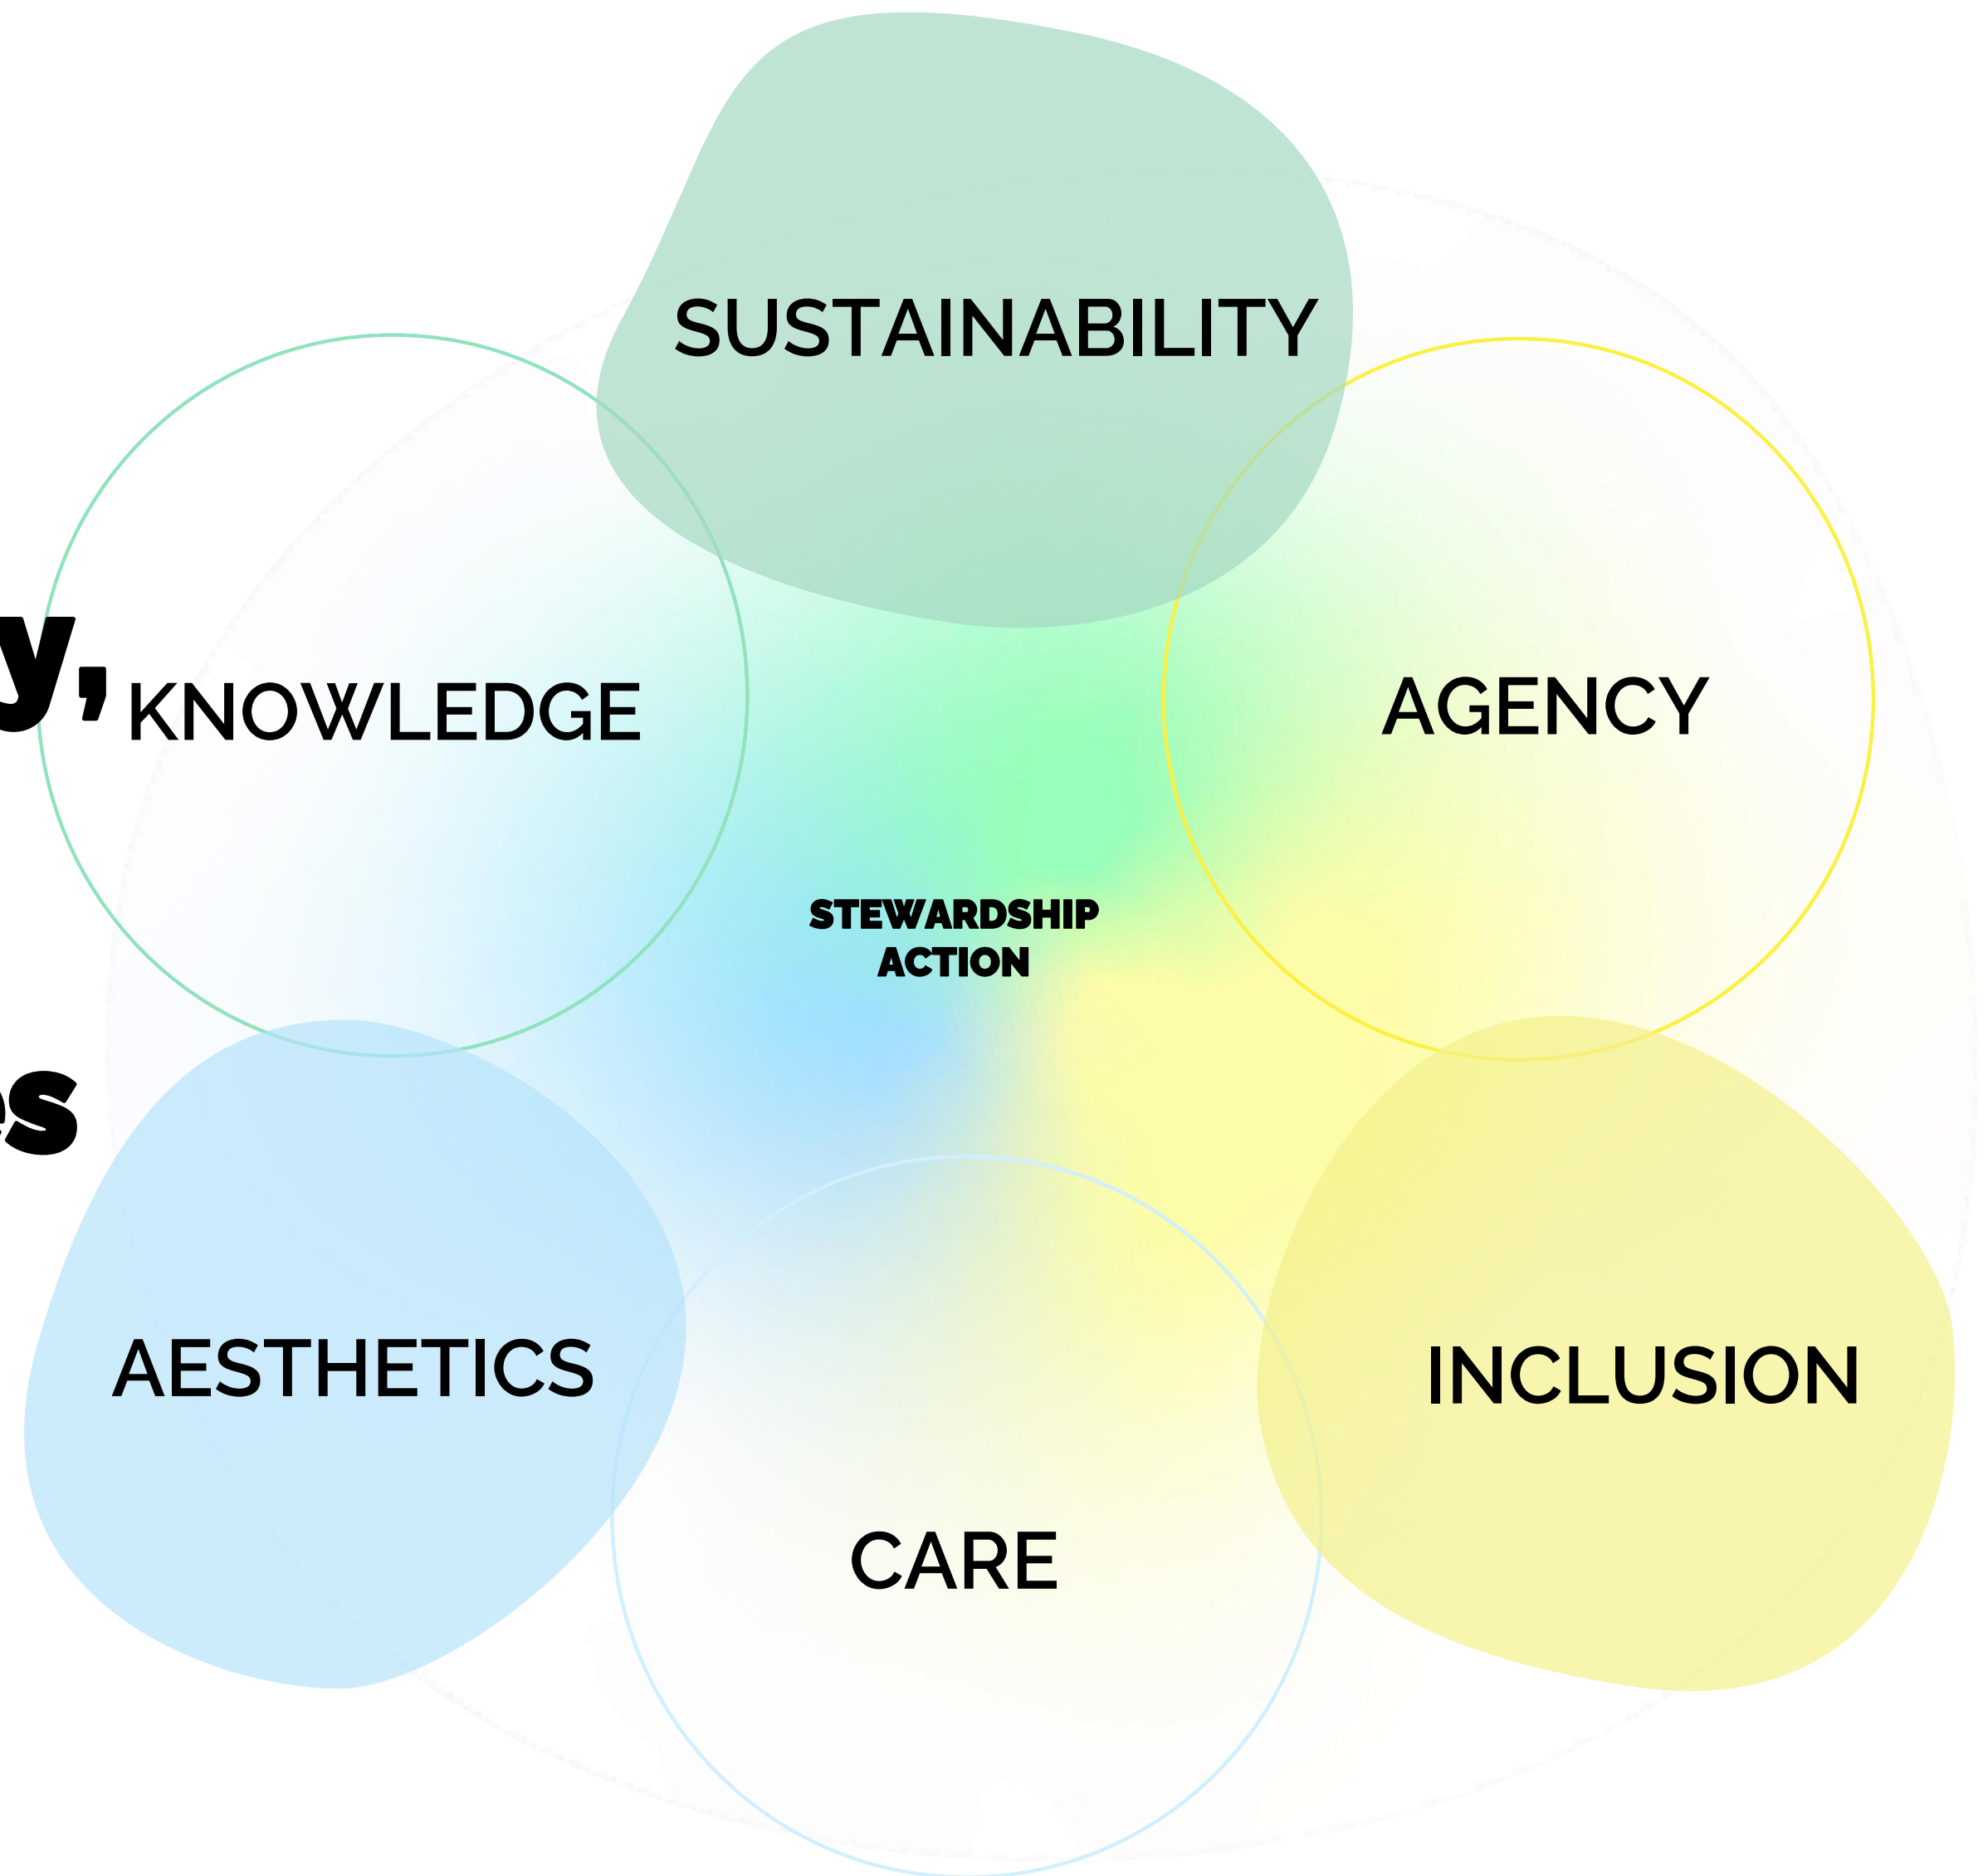 SUSTAINABILITY
y,
KNOWLEDGE
AGENCY
STEWARDSHIP
ACTION
s
AESTHETICS
INCLUSION
CARE